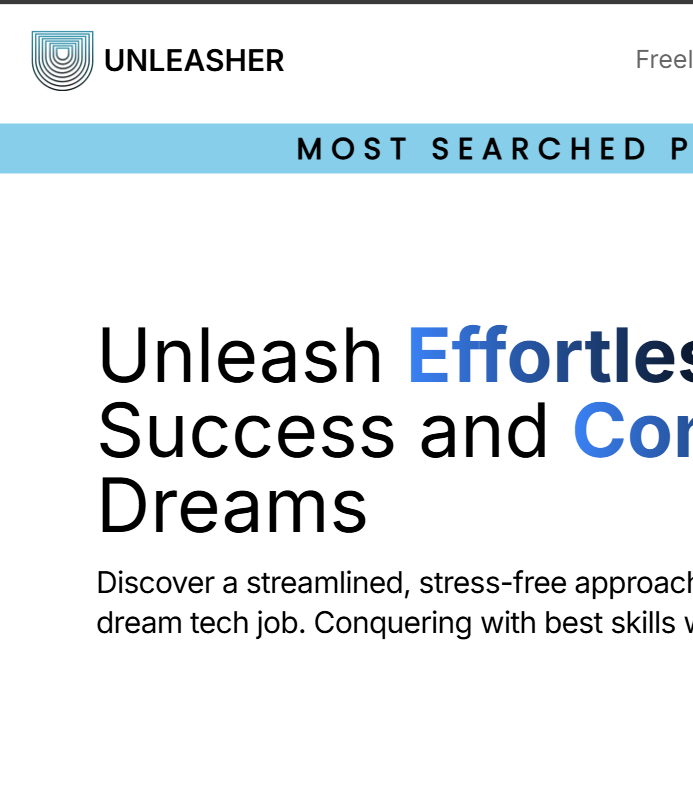 UNLEASHER
Freel
MOST SEARCHED P
Unleash Effortles
Success and Con
Dreams
Discover a streamlined, stress-free approach
dream tech job. Conquering with best skills w